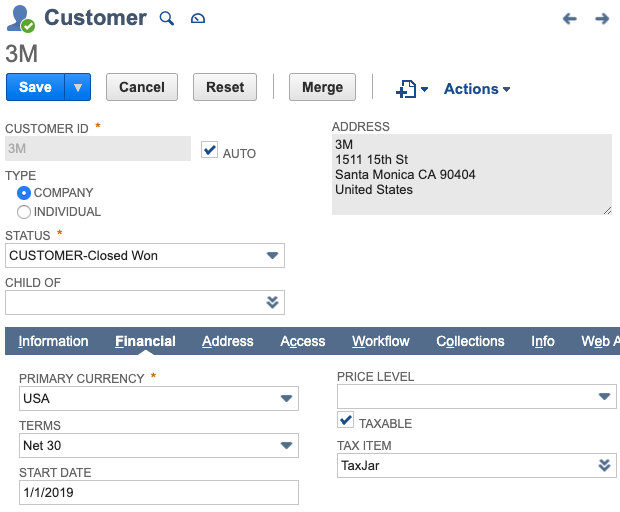 Customer
3M
Save
Cancel
Reset
Merge
Actions
CUSTOMER ID *
3M
AUTO
TYPE
COMPANY
INDIVIDUAL
STATUS *
CUSTOMER-Closed Won
CHILD OF
ADDRESS
3M
1511 15th St
Santa Monica CA 90404
United States
Information Financial Address Access Workflow Collections Info Web A
PRIMARY CURRENCY *
USA
TERMS
Net 30
START DATE
1/1/2019
PRICE LEVEL
TAXABLE
TAX ITEM
TaxJar